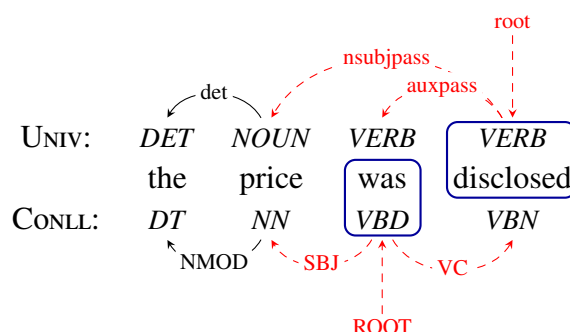 root
nsubjpass
auxpass
det
UNIV: DET NOUN VERB VERB
the price was disclosed
CONLL: DT NN VBD VBN
NMOD SBJ VC
ROOT